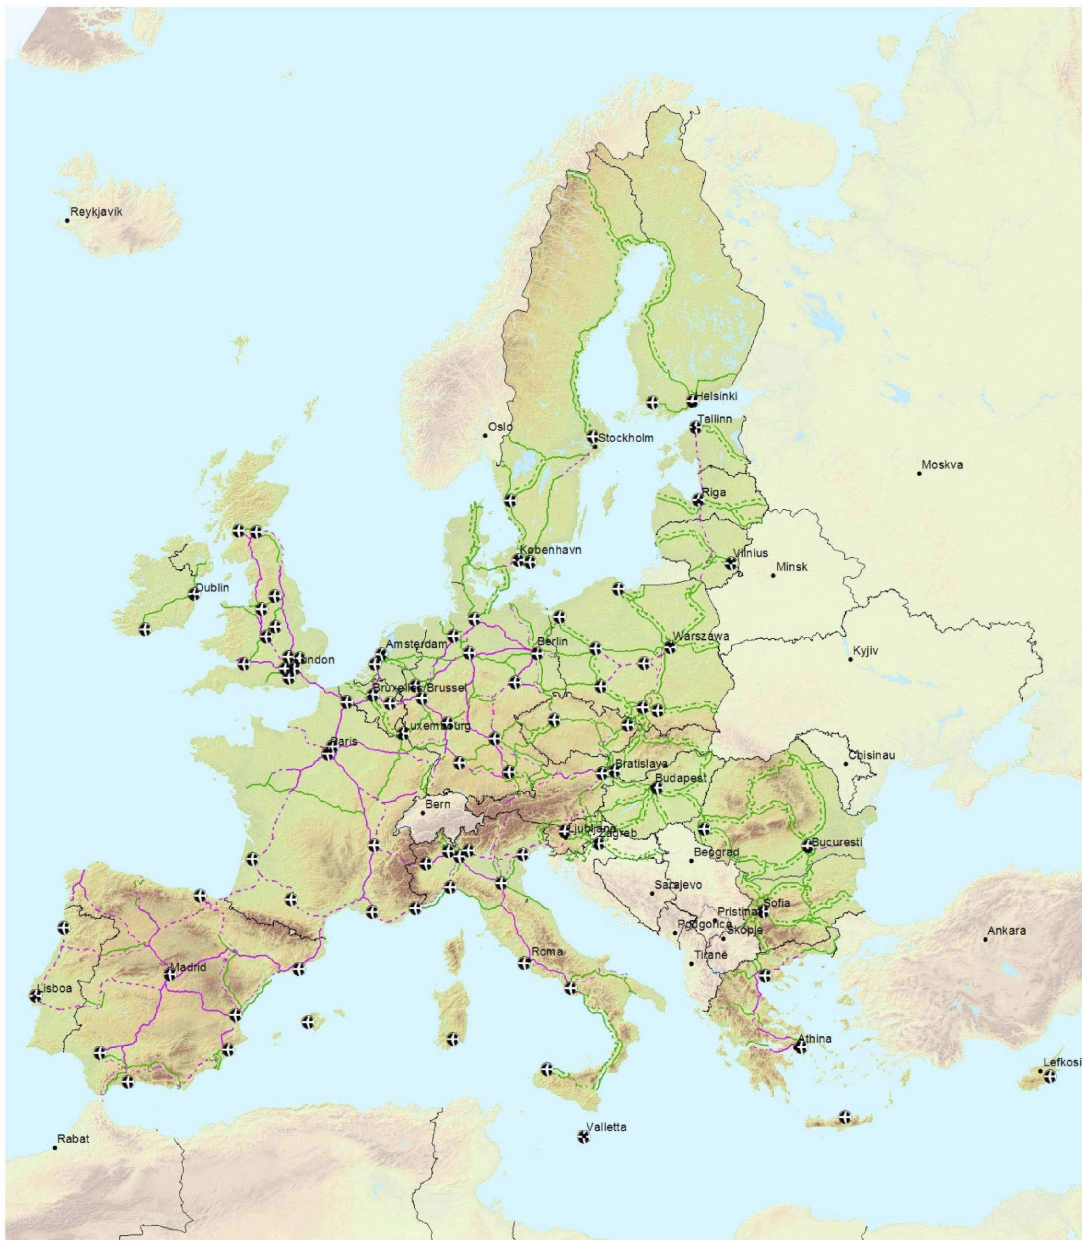 Reykjavík
Helsinki
Tallinn
Oslo
Stockholm
Moskva
Riga
København
Vilnius
Minsk
Dublin
Amsterdam
Berlin
Warszawa
London
Kyjiv
Bruxelles/Brussel
Luxembourg
Paris
Chisinau
Bratislava
Budapest
Bern
Ljubljana
Zagreb
Bucuresti
Beograd
Sarajevo
Sofia
Pristina
Podgorica
Skopje
Ankara
Tiranë
Roma
Madrid
Lisboa
Athina
Lefkosi
Valletta
Rabat